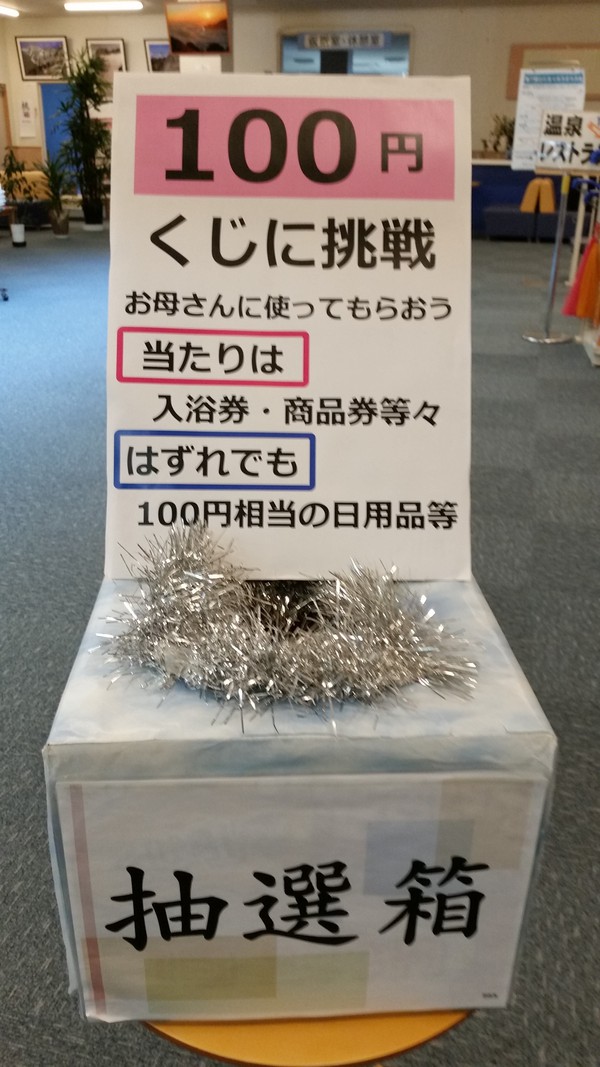 100円
くじに挑戦
お母さんに使ってもらおう
当たりは
入浴券・商品券等々
はずれでも
100円相当の日用品等
抽選箱
温泉